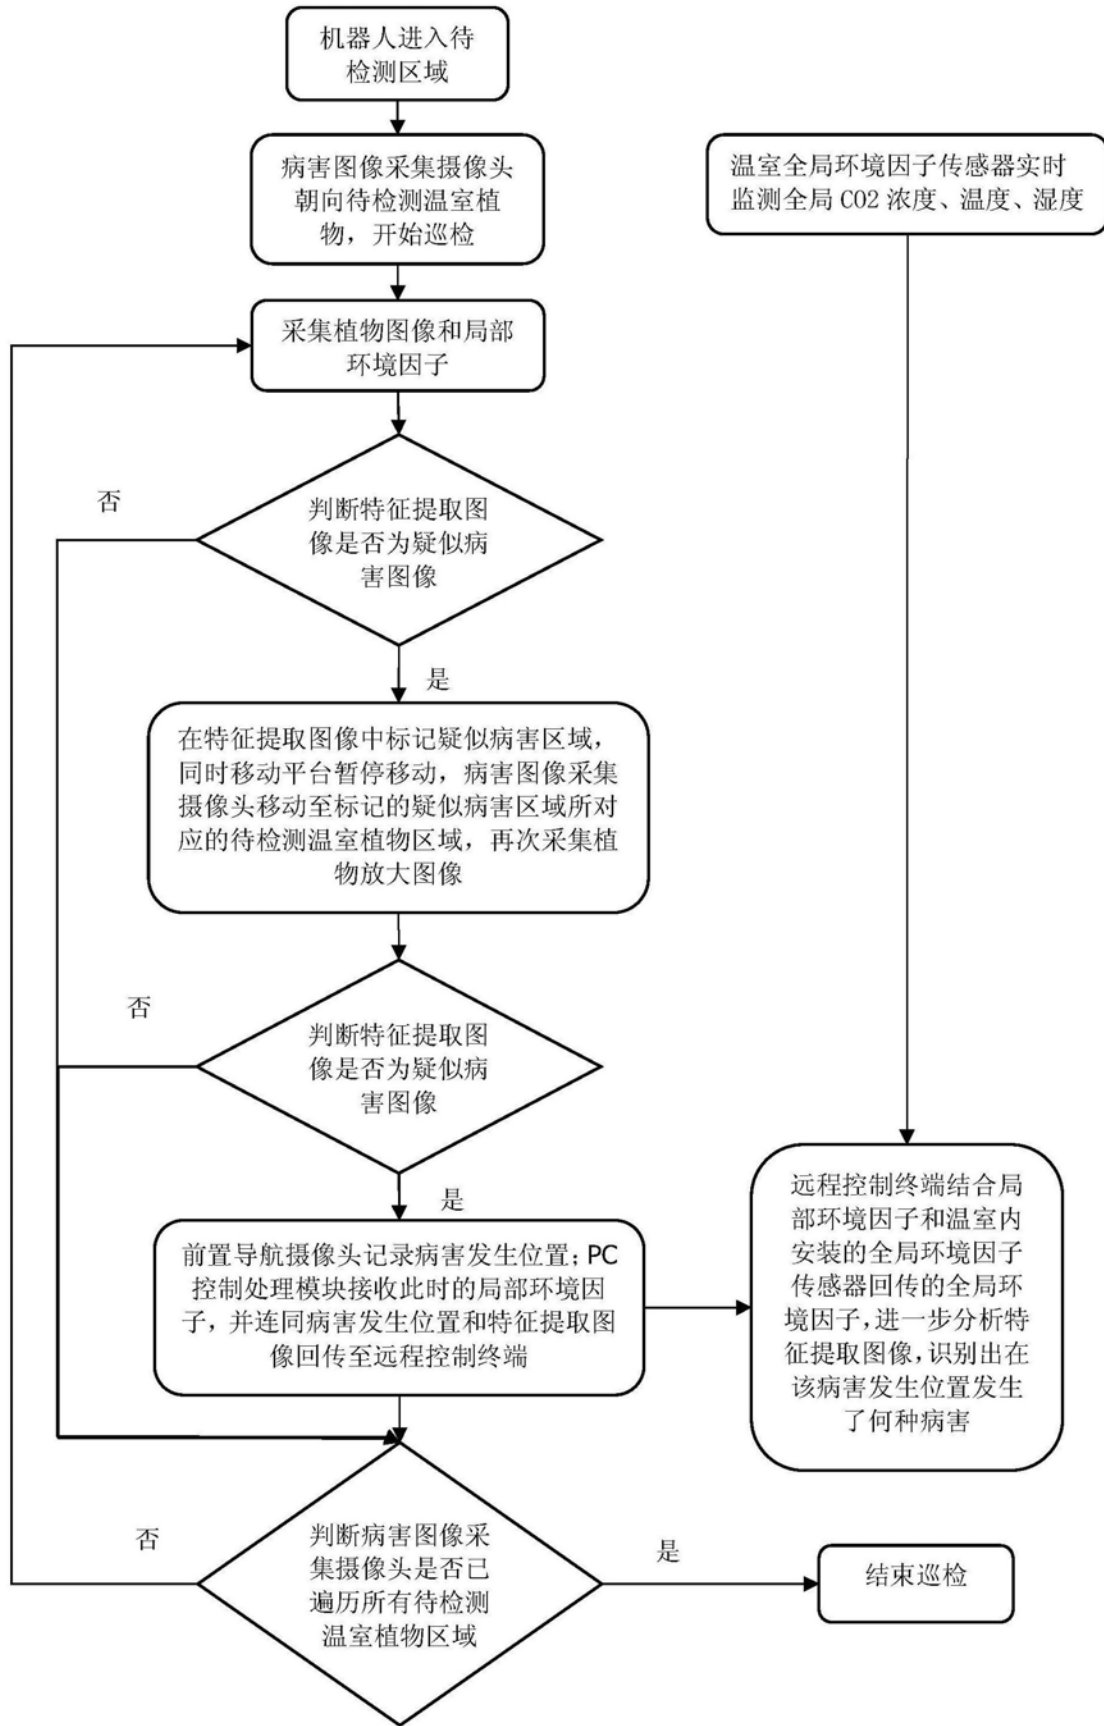 机器人进入待
检测区域
病害图像采集摄像头
朝向待检测温室植
物，开始巡检
温室全局环境因子传感器实时
监测全局 CO2 浓度、温度、湿度
采集植物图像和局部
环境因子
否
判断特征提取图
像是否为疑似病
害图像
是
在特征提取图像中标记疑似病害区域，
同时移动平台暂停移动，病害图像采集
摄像头移动至标记的疑似病害区域所对
应的待检测温室植物区域，再次采集植
物放大图像
否
判断特征提取图
像是否为疑似病
害图像
是
前置导航摄像头记录病害发生位置；PC
控制处理模块接收此时的局部环境因
子，并连同病害发生位置和特征提取图
像回传至远程控制终端
远程控制终端结合局
部环境因子和温室内
安装的全局环境因子
传感器回传的全局环
境因子，进一步分析特
征提取图像，识别出在
该病害发生位置发生
了何种病害
否
判断病害图像采
集摄像头是否已
遍历所有待检测
温室植物区域
是
结束巡检